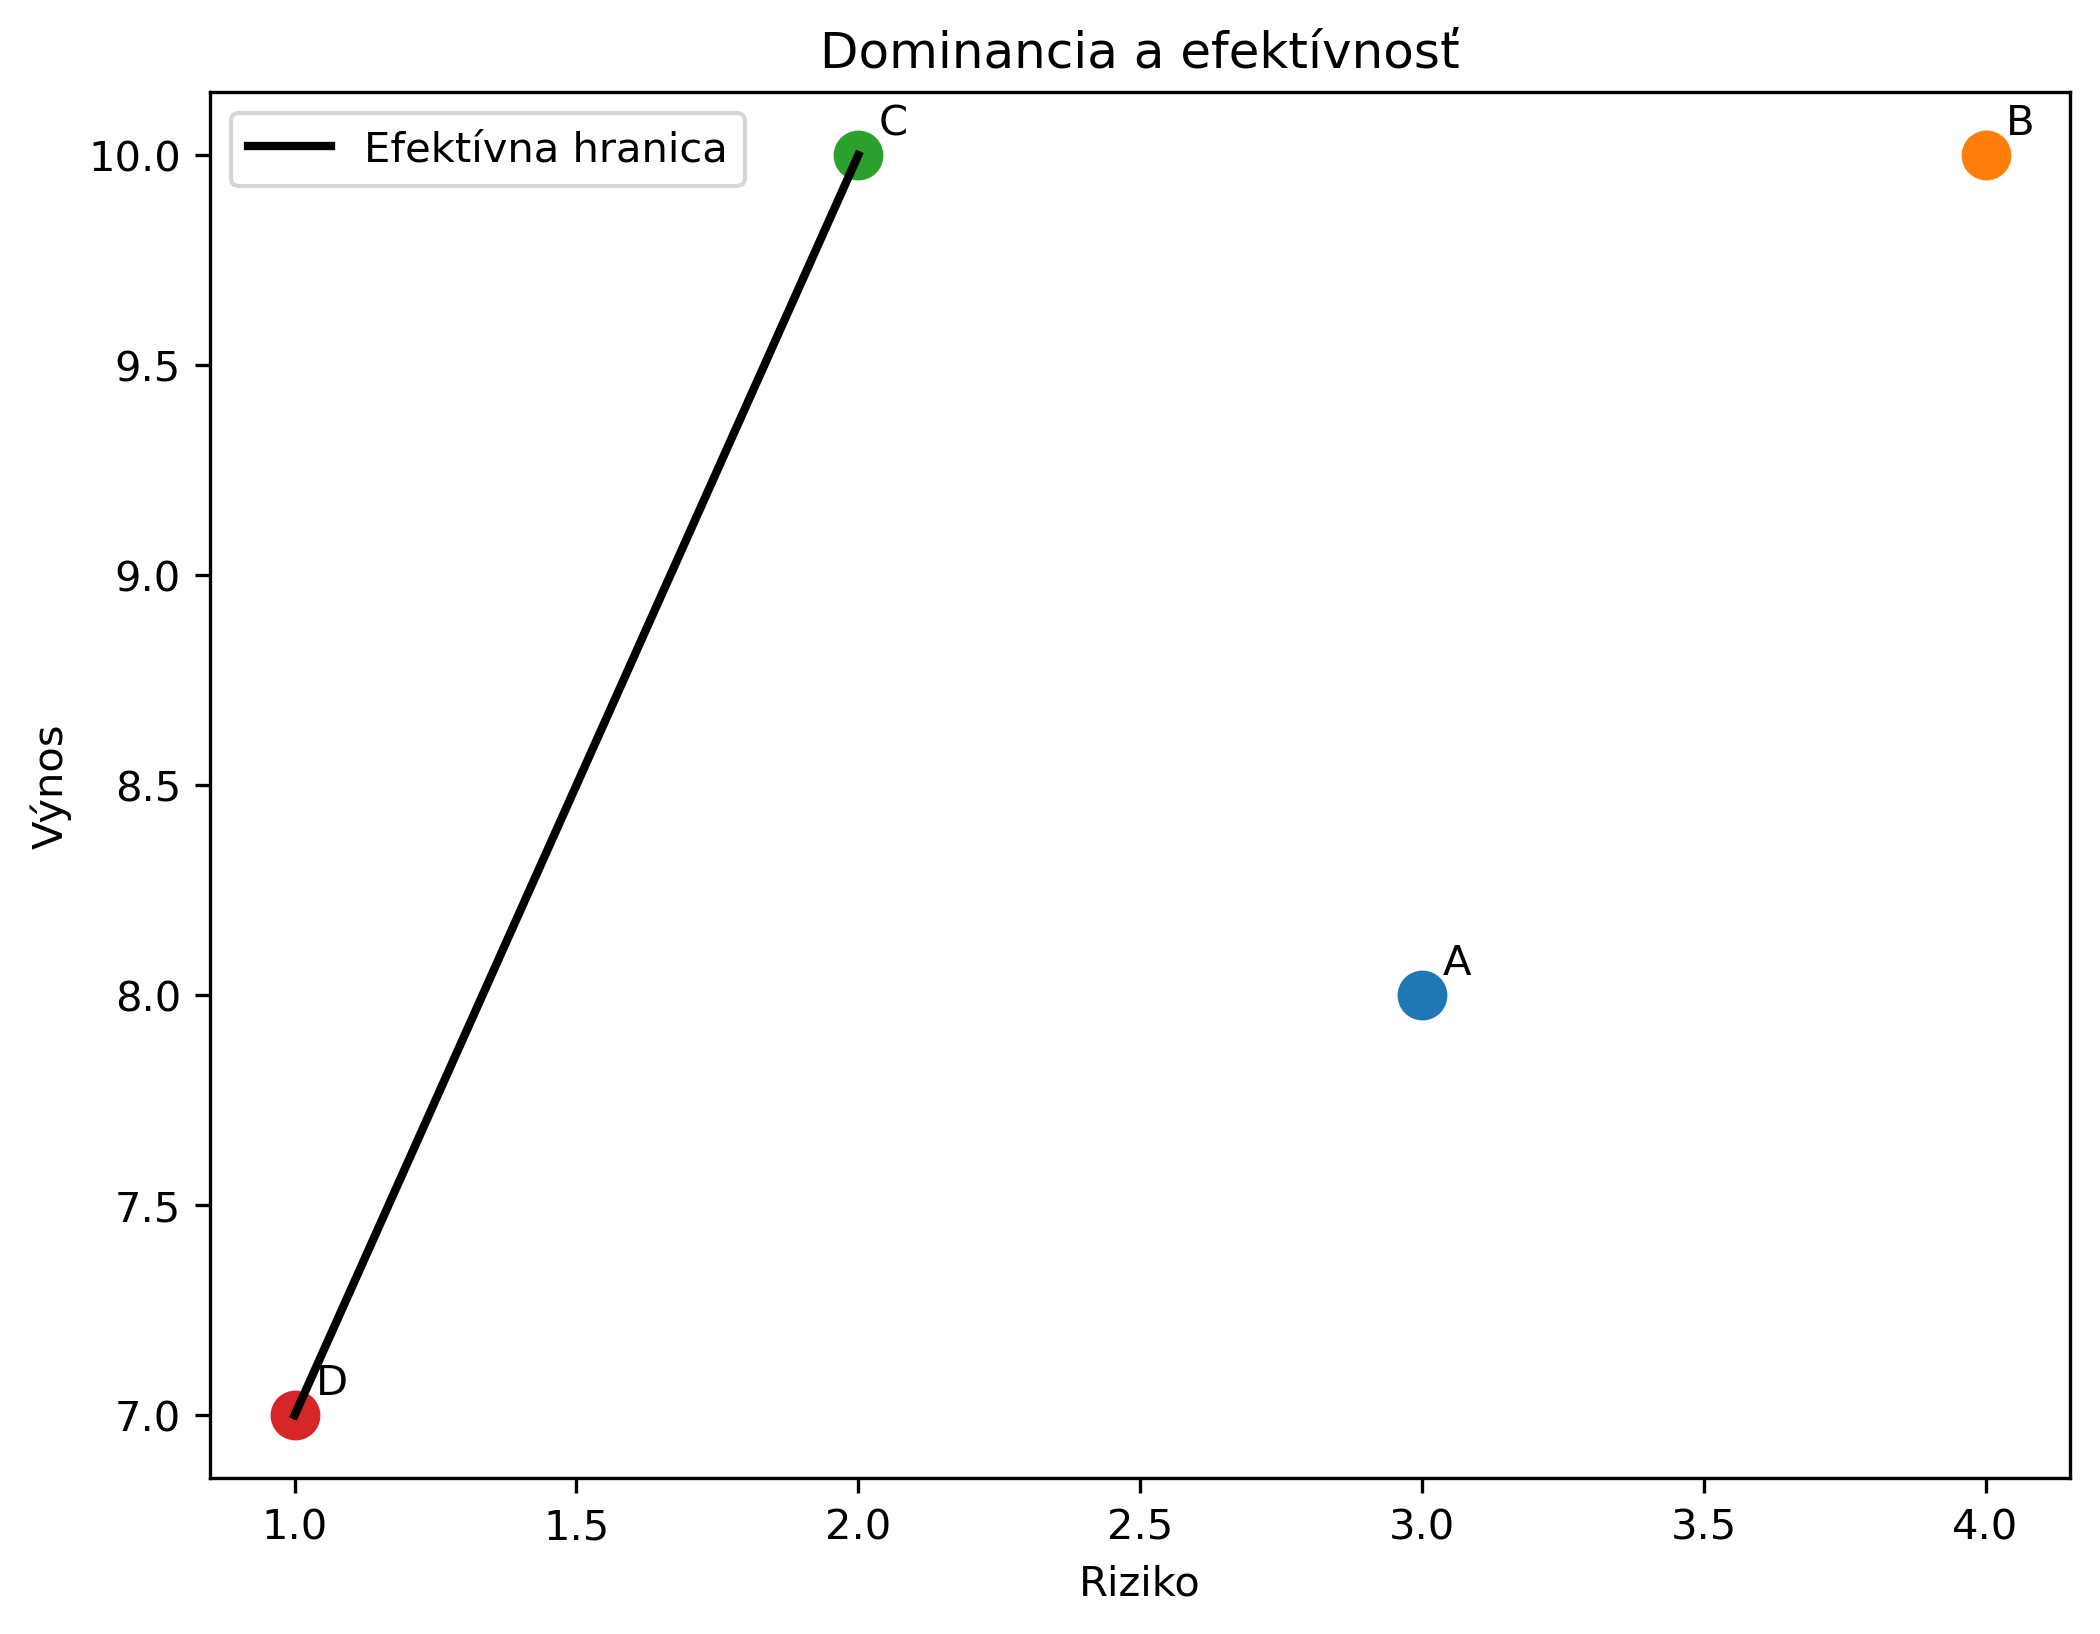 Dominancia a efektívnosť
Efektívna hranica
C
B
A
D
10.0
9.5
9.0
8.5
8.0
7.5
7.0
Výnos
1.0 1.5 2.0 2.5 3.0 3.5 4.0
Riziko